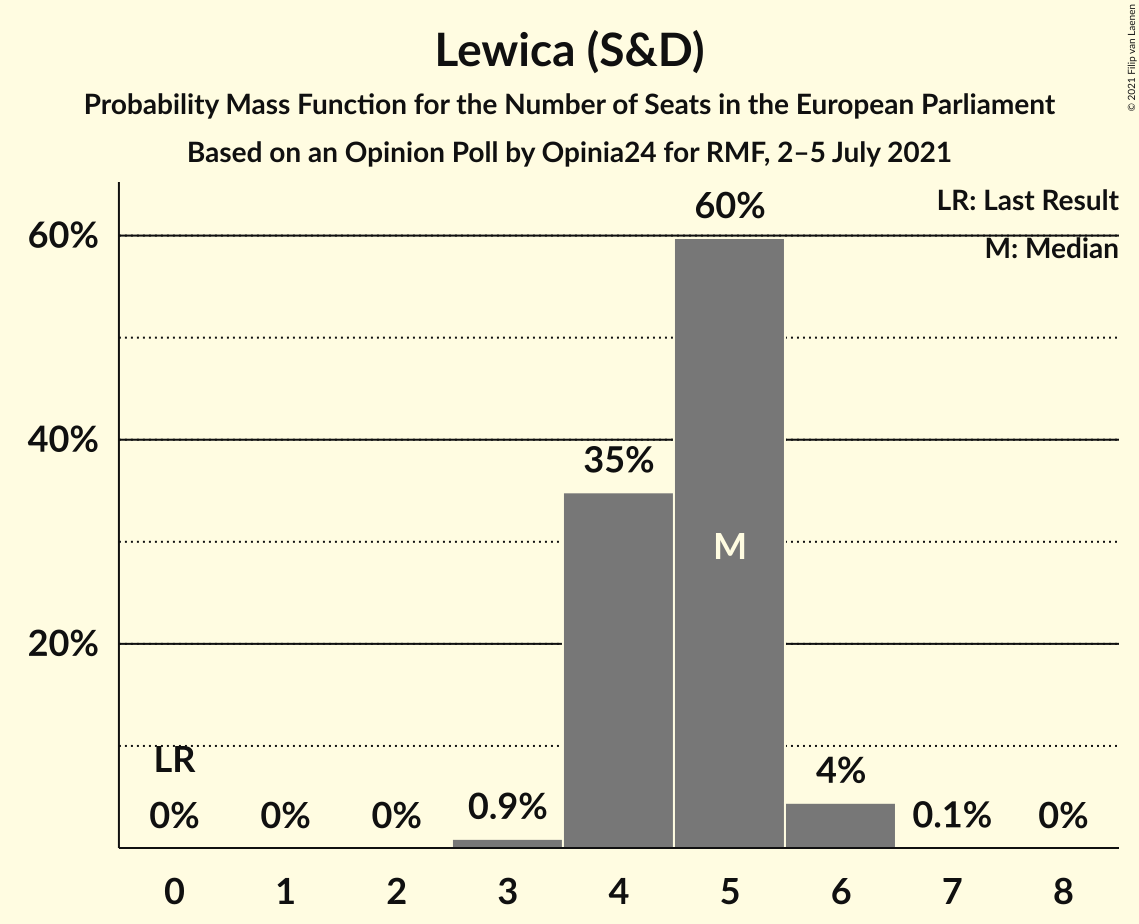 Lewica (S&D)
Probability Mass Function for the Number of Seats in the European Parliament
Based on an Opinion Poll by Opinia24 for RMF, 2–5 July 2021
© 2021 Filip van Laenen
LR: Last Result
M: Median
60%
40%
20%
LR
0%
0%
0%
0.9%
35%
60%
M
4%
0.1%
0%
0 1 2 3 4 5 6 7 8